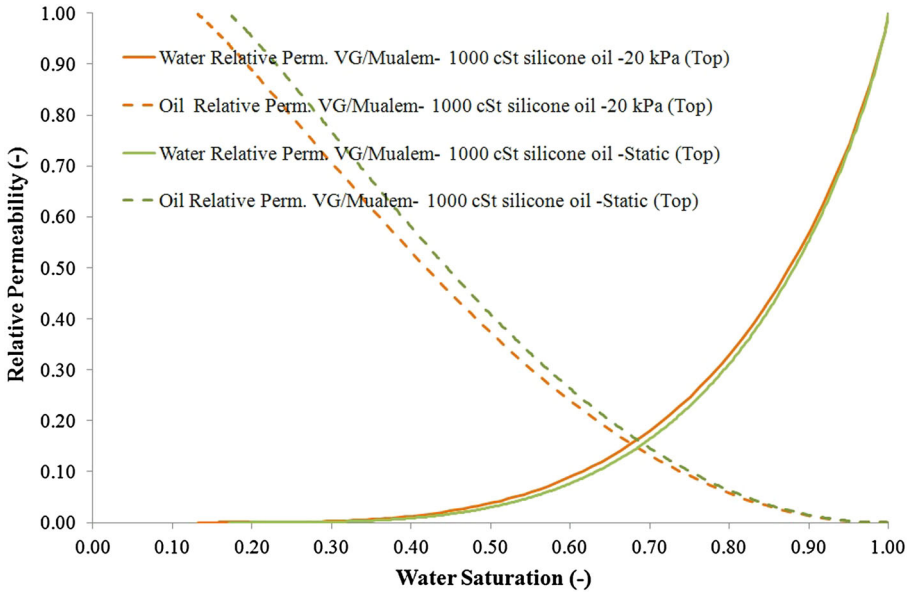 1.00
0.90
Water Relative Perm. VG/Mualem- 1000 cSt silicone oil -20 kPa (Top)
0.80
Oil Relative Perm. VG/Mualem- 1000 cSt silicone oil -20 kPa (Top)
0.70
Water Relative Perm. VG/Mualem- 1000 cSt silicone oil -Static (Top)
Oil Relative Perm. VG/Mualem- 1000 cSt silicone oil -Static (Top)
0.60
0.50
0.40
0.30
0.20
0.10
0.00
Relative Permeability (-)
0.00 0.10 0.20 0.30 0.40 0.50 0.60 0.70 0.80 0.90 1.00
Water Saturation (-)